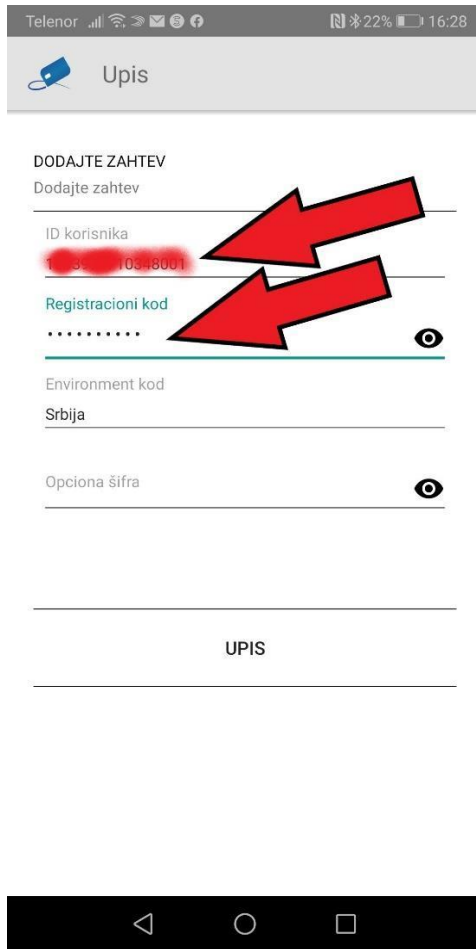 Telenor 22% 16:28
Upis
DODAJTE ZAHTEV
Dodajte zahtev
ID korisnika
Registracioni kod
Environment kod
Srbija
Opciona šifra
UPIS